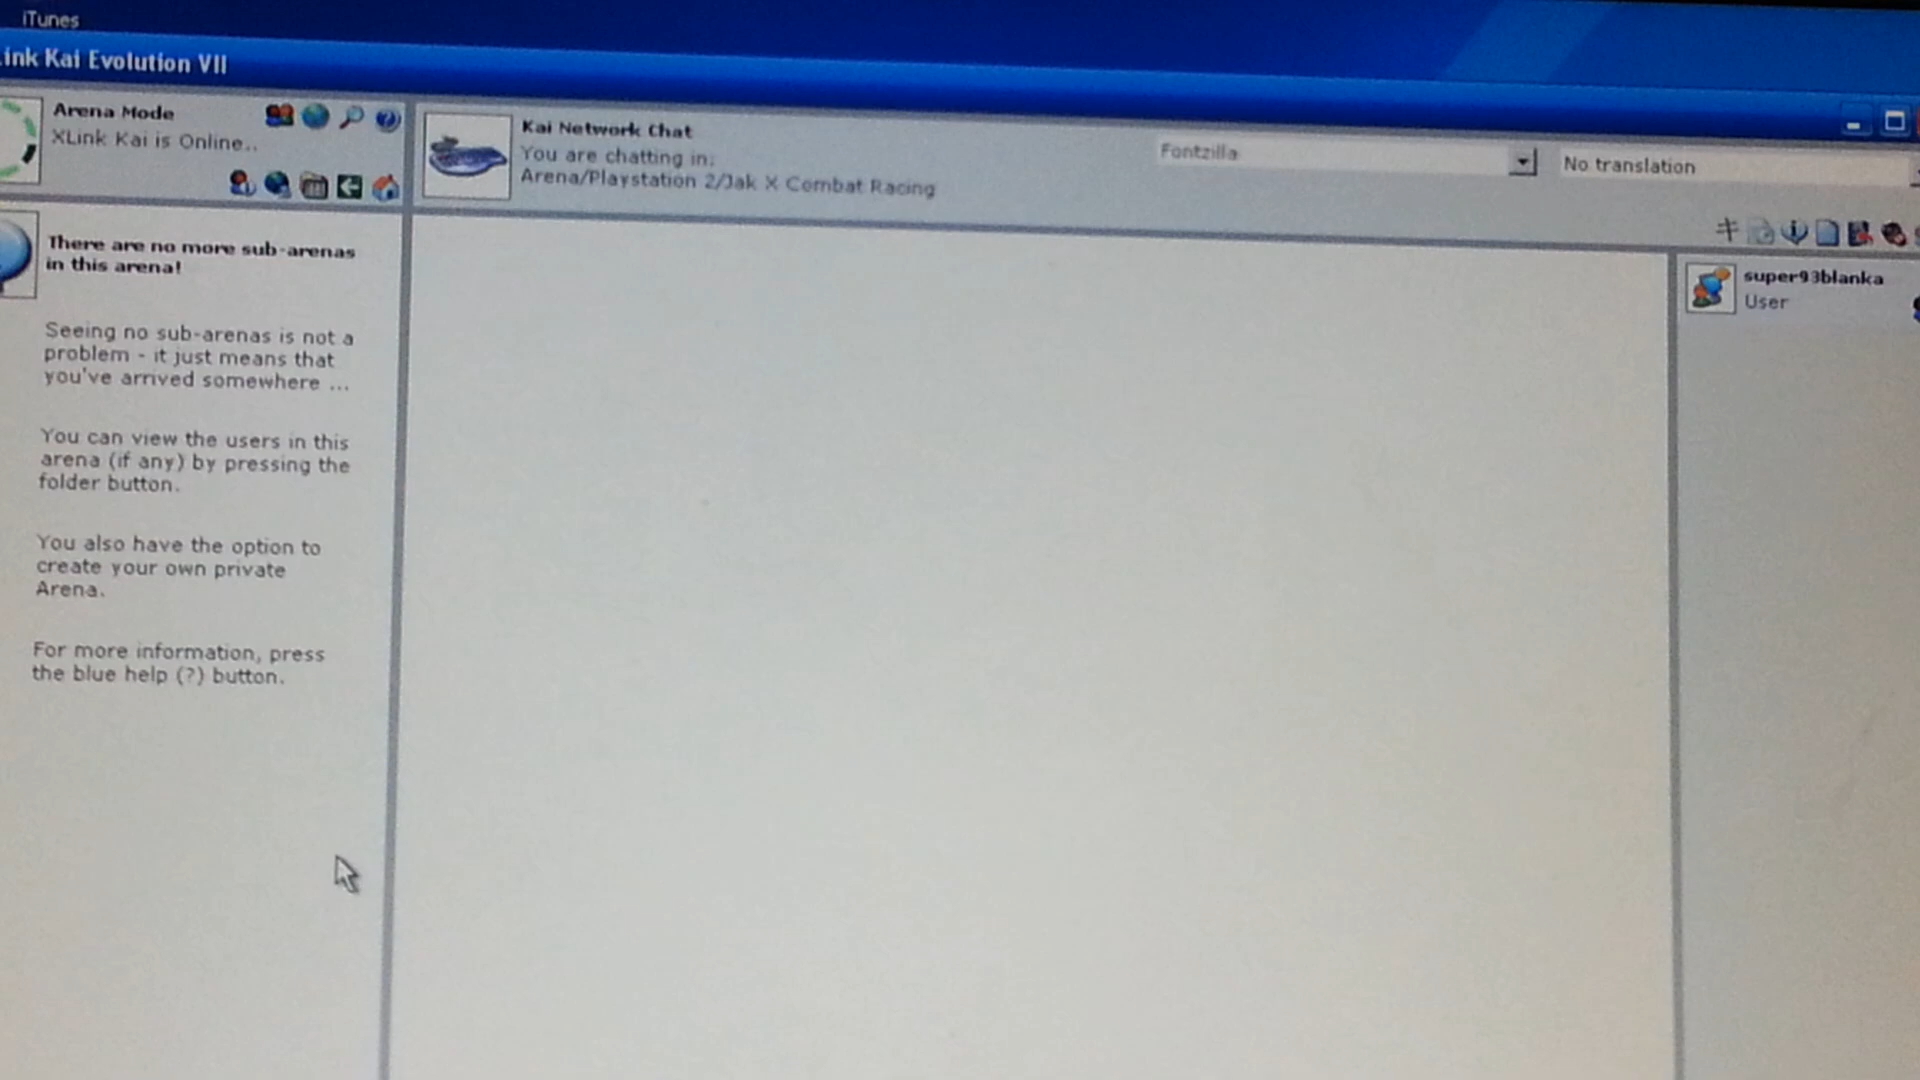 iTunes
ink Kai Evolution VII
Arena Mode
XLink Kai is Online..
Kai Network Chat
You are chatting in:
Arena/Playstation 2/Jak X Combat Racing
Fontzilla
No translation
There are no more sub-arenas
in this arena!
Seeing no sub-arenas is not a
problem - it just means that
you've arrived somewhere ...
You can view the users in this
arena (if any) by pressing the
folder button.
You also have the option to
create your own private
Arena.
For more information, press
the blue help (?) button.
super93blanka
User